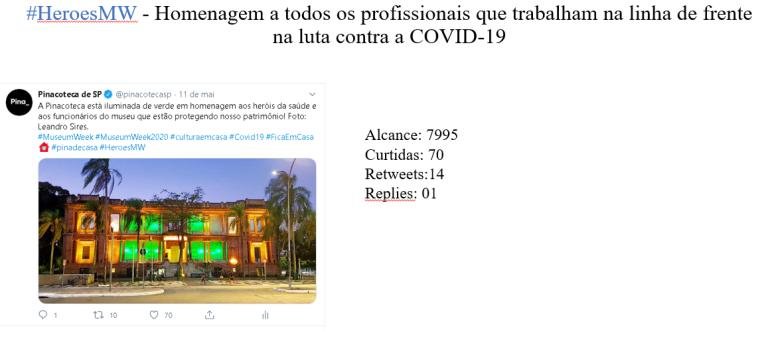 #HeroesMW - Homenagem a todos os profissionais que trabalham na linha de frente
na luta contra a COVID-19
Pina_
Pinacoteca de SP @pinacotecasp · 11 de mai
A Pinacoteca está iluminada de verde em homenagem aos heróis da saúde e
aos funcionários do museu que estão protegendo nosso patrimônio! Foto:
Leandro Sires.
#MuseumWeek #MuseumWeek2020 #culturaemcasa #Covid19 #FicaEmCasa
#pinadecasa #HeroesMW
1 10 70
Alcance: 7995
Curtidas: 70
Retweets:14
Replies: 01